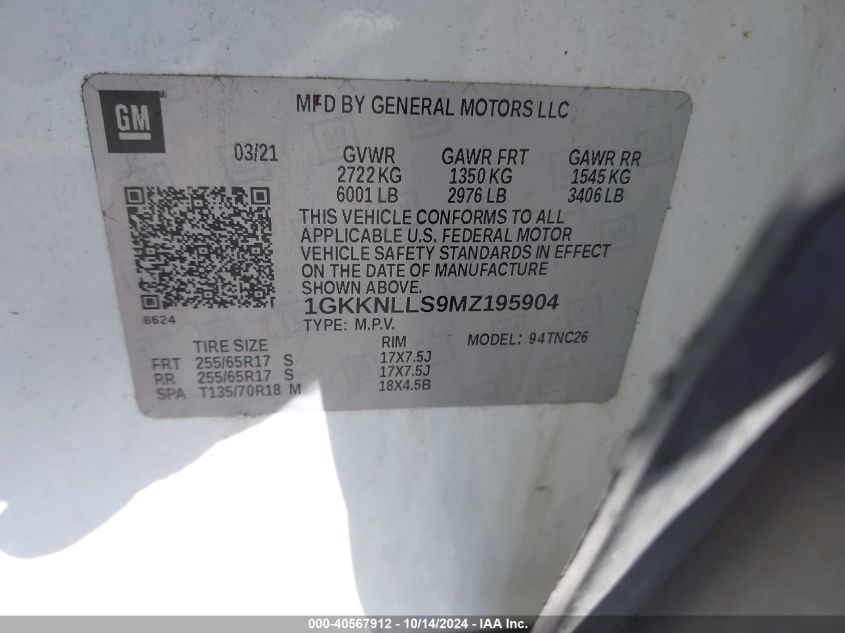 GM
MFD BY GENERAL MOTORS LLC
03/21 GVWR GAWR FRT GAWR RR
2722 KG 1350 KG 1545 KG
6001 LB 2976 LB 3406 LB
THIS VEHICLE CONFORMS TO ALL
APPLICABLE U.S. FEDERAL MOTOR
VEHICLE SAFETY STANDARDS IN EFFECT
ON THE DATE OF MANUFACTURE
SHOWN ABOVE.
8624
1GKKNLLS9MZ195904
TYPE: M.P.V. MODEL: 94TNC26
TIRE SIZE RIM
FRT 255/65R17 S 17X7.5J
RR 255/65R17 S 17X7.5J
SPA T135/70R18 M 18X4.5B
000-40567912 - 10/14/2024 - IAA Inc.